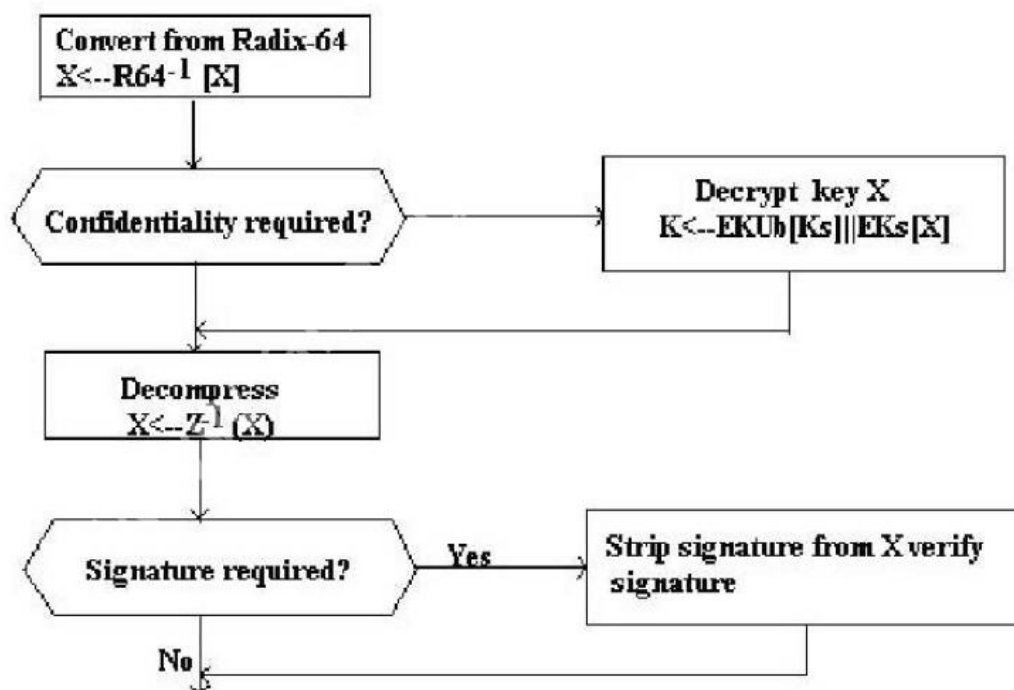 Convert from Radix-64
X<--R64-1 [X]
Confidentiality required?
Decrypt key X
K<--EKUb[Ks]||EKs[X]
Decompress
X<--Z-1 (X)
Signature required?
Yes
Strip signature from X verify
signature
No